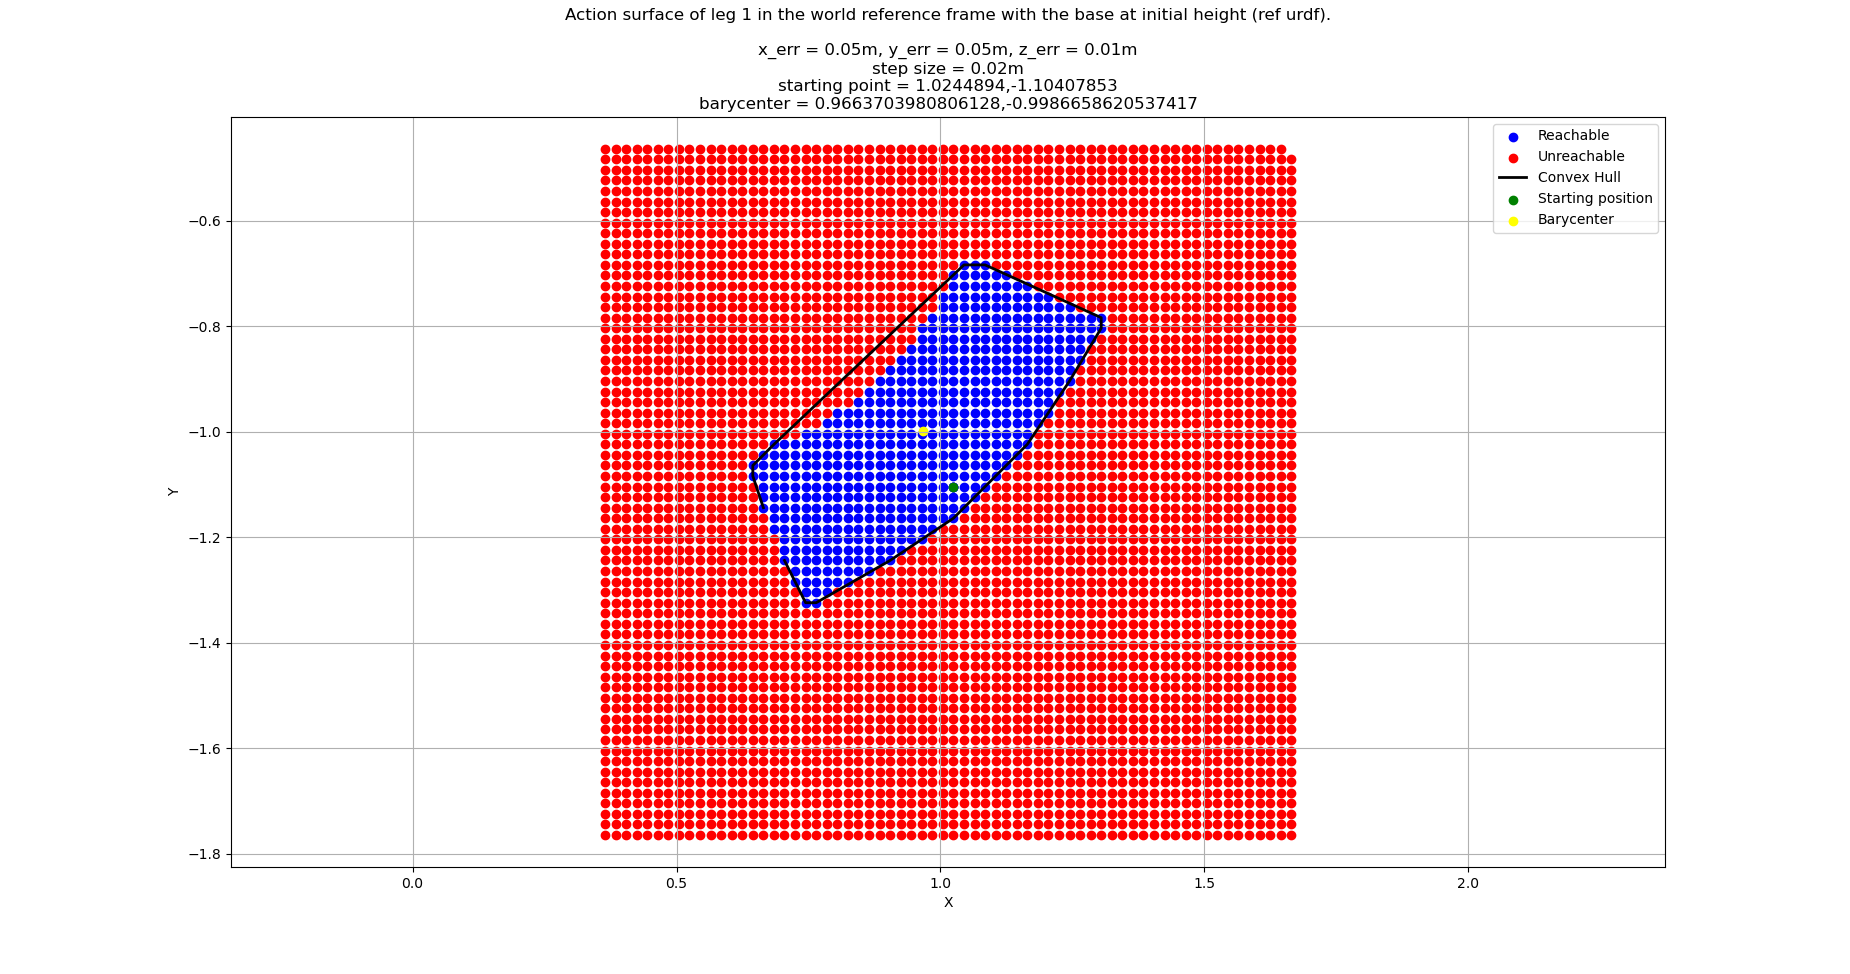 Action surface of leg 1 in the world reference frame with the base at initial height (ref urdf).
x_err = 0.05m, y_err = 0.05m, z_err = 0.01m
step size = 0.02m
starting point = 1.0244894,-1.10407853
barycenter = 0.9663703980806128,-0.9986658620537417
Reachable
Unreachable
Convex Hull
Starting position
Barycenter
−0.6
−0.8
−1.0
−1.2
−1.4
−1.6
−1.8
Y
0.0 0.5 1.0 1.5 2.0
X